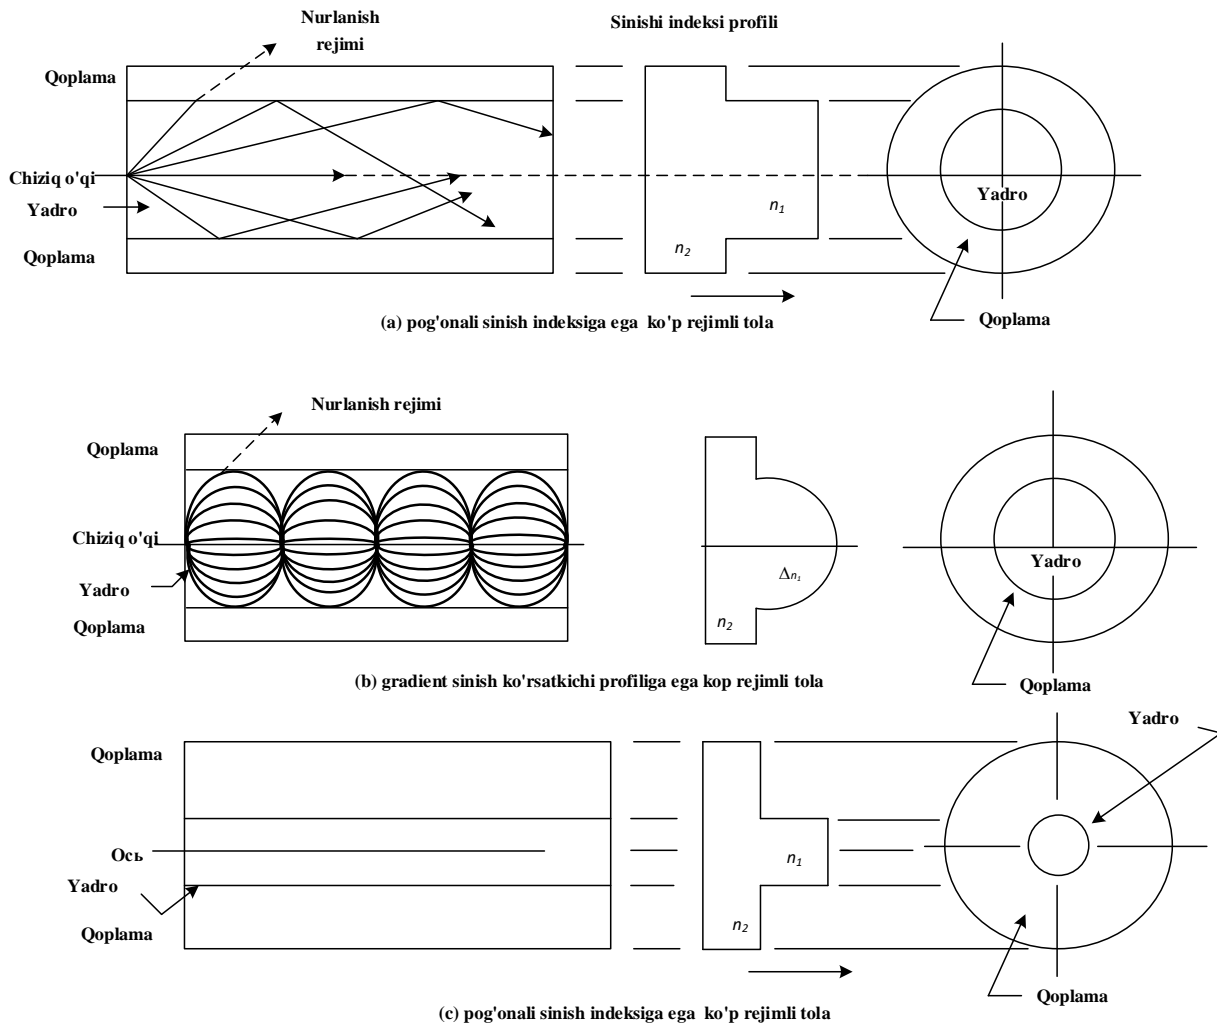 Nurlanish
rejimi
Sinishi indeksi profili
Qoplama
Chiziq o'qi
Yadro
Qoplama
n1
n2
Yadro
Qoplama
(a) pog'onali sinish indeksiga ega ko'p rejimli tola
Nurlanish rejimi
Qoplama
Chiziq o'qi
Yadro
Qoplama
Δn1
n2
Yadro
Qoplama
(b) gradient sinish ko'rsatkichi profiliga ega kop rejimli tola
Yadro
Qoplama
Ось
Yadro
Qoplama
n1
n2
Qoplama
(c) pog'onali sinish indeksiga ega ko'p rejimli tola